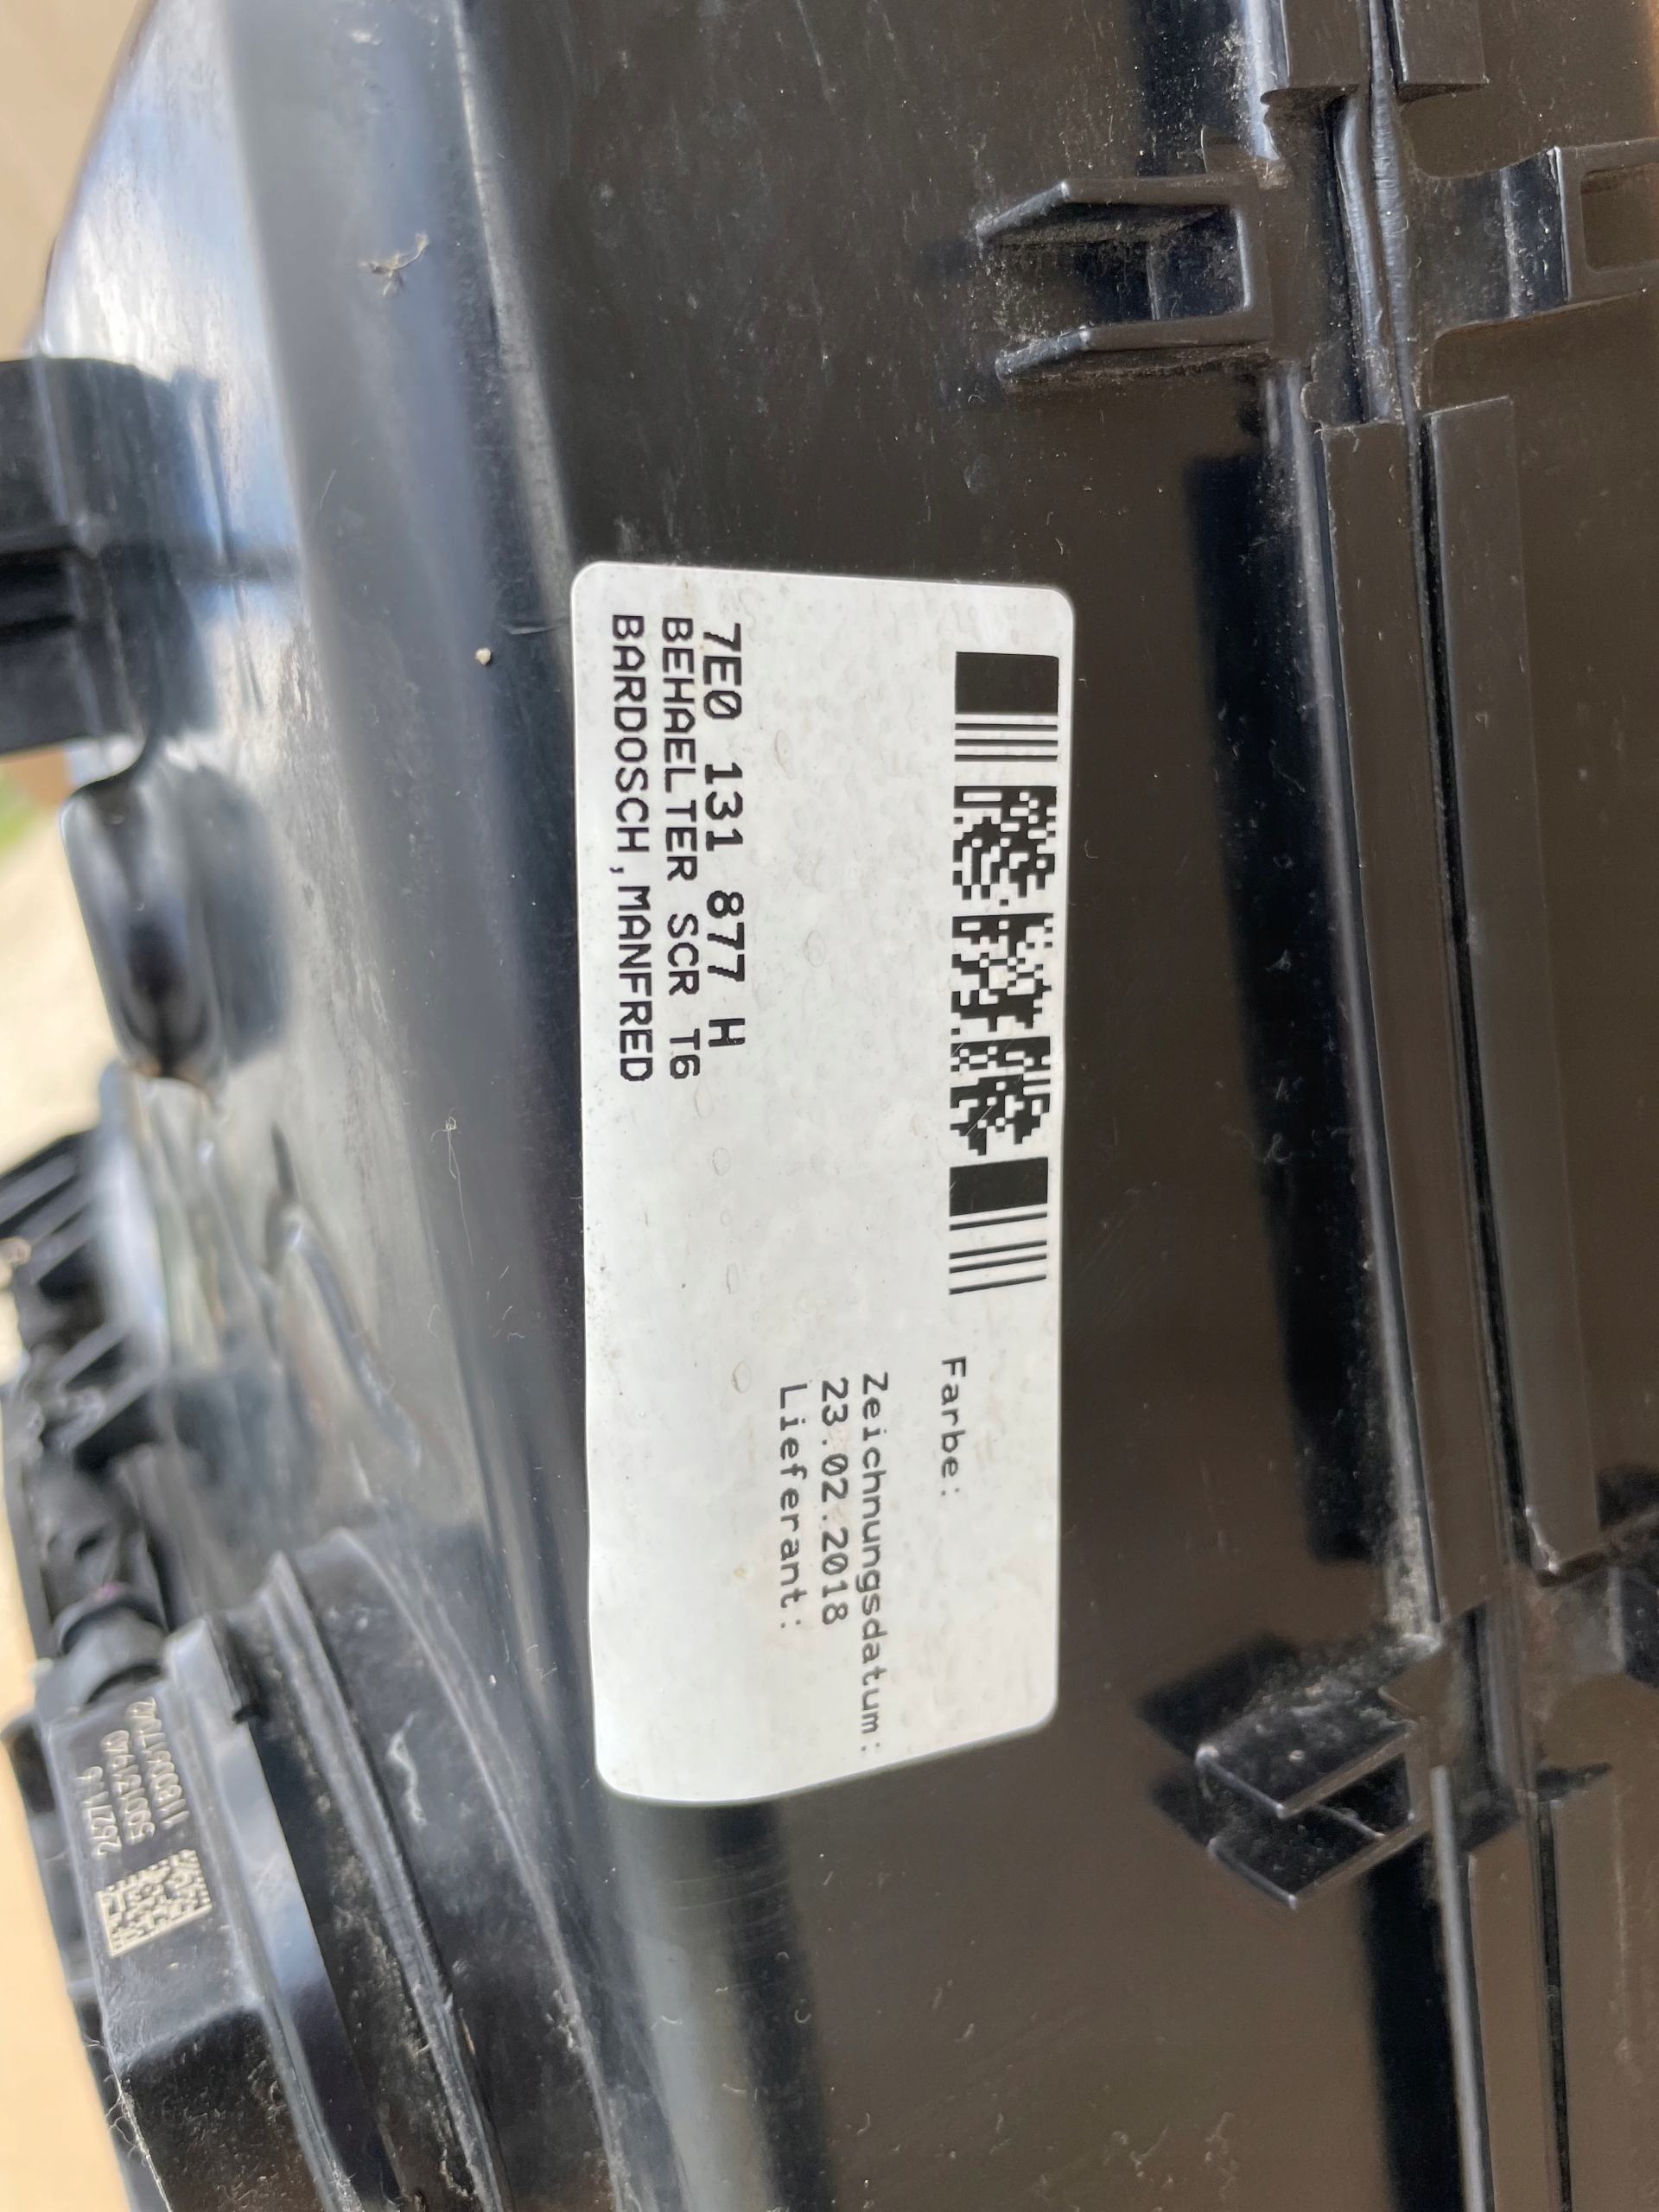 Farbe:
Zeichnungsdatum:
23.02.2018
Lieferant:
7E0 131 877 H
BEHAELTER SCR T6
BARDOSCH,MANFRED